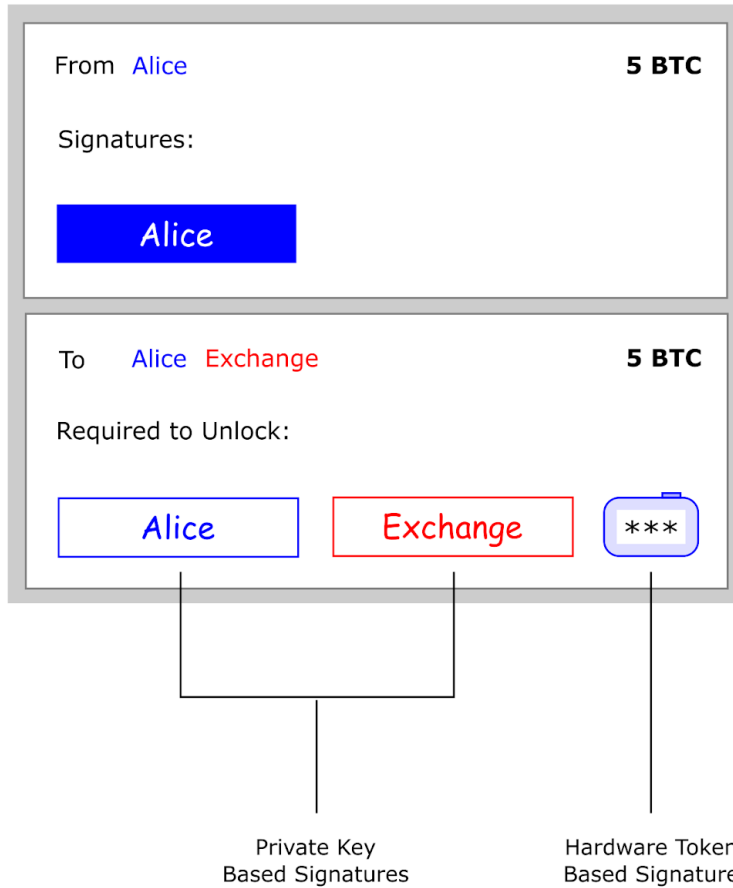 From Alice 5 BTC
Signatures:
Alice
To Alice Exchange 5 BTC
Required to Unlock:
Alice Exchange ***
Private Key Hardware Token
Based Signatures Based Signature